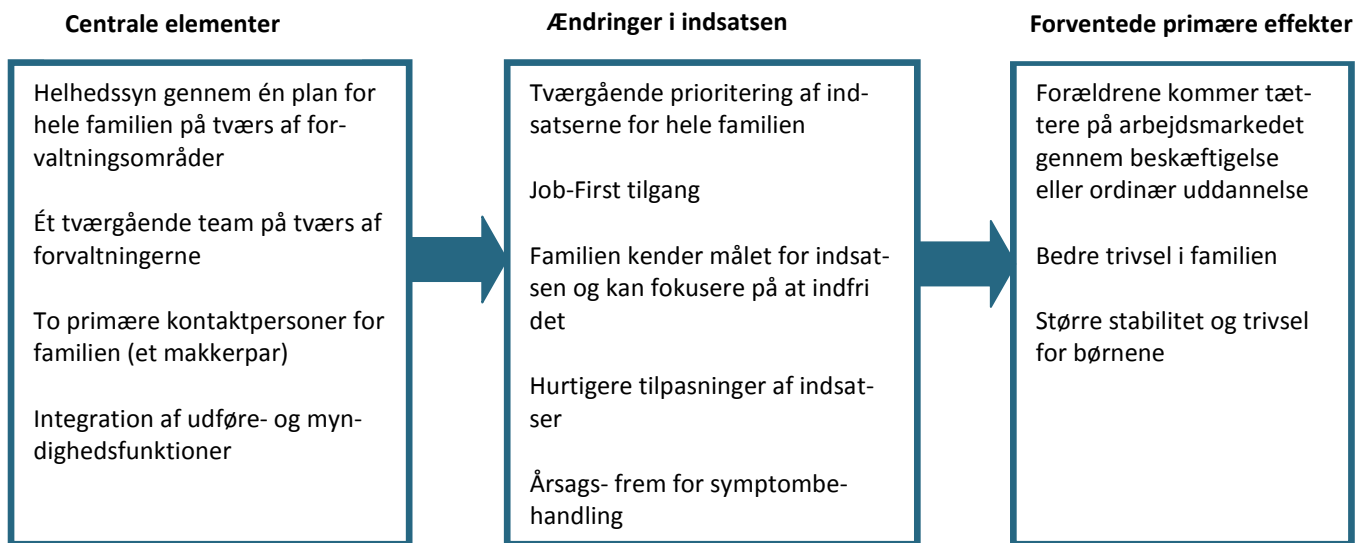 Centrale elementer
Helhedssyn gennem én plan for
hele familien på tværs af for-
valtningsområder
Ét tværgående team på tværs af
forvaltningerne
To primære kontaktpersoner for
familien (et makkerpar)
Integration af udføre- og myn-
dighedsfunktioner
Ændringer i indsatsen
Tværgående prioritering af ind-
satserne for hele familien
Job-First tilgang
Familien kender målet for indsat-
sen og kan fokusere på at indfri
det
Hurtigere tilpasninger af indsat-
ser
Årsags- frem for symptombe-
handling
Forventede primære effekter
Forældrene kommer tæt-
tere på arbejdsmarkedet
gennem beskæftigelse
eller ordinær uddannelse
Bedre trivsel i familien
Større stabilitet og trivsel
for børnene